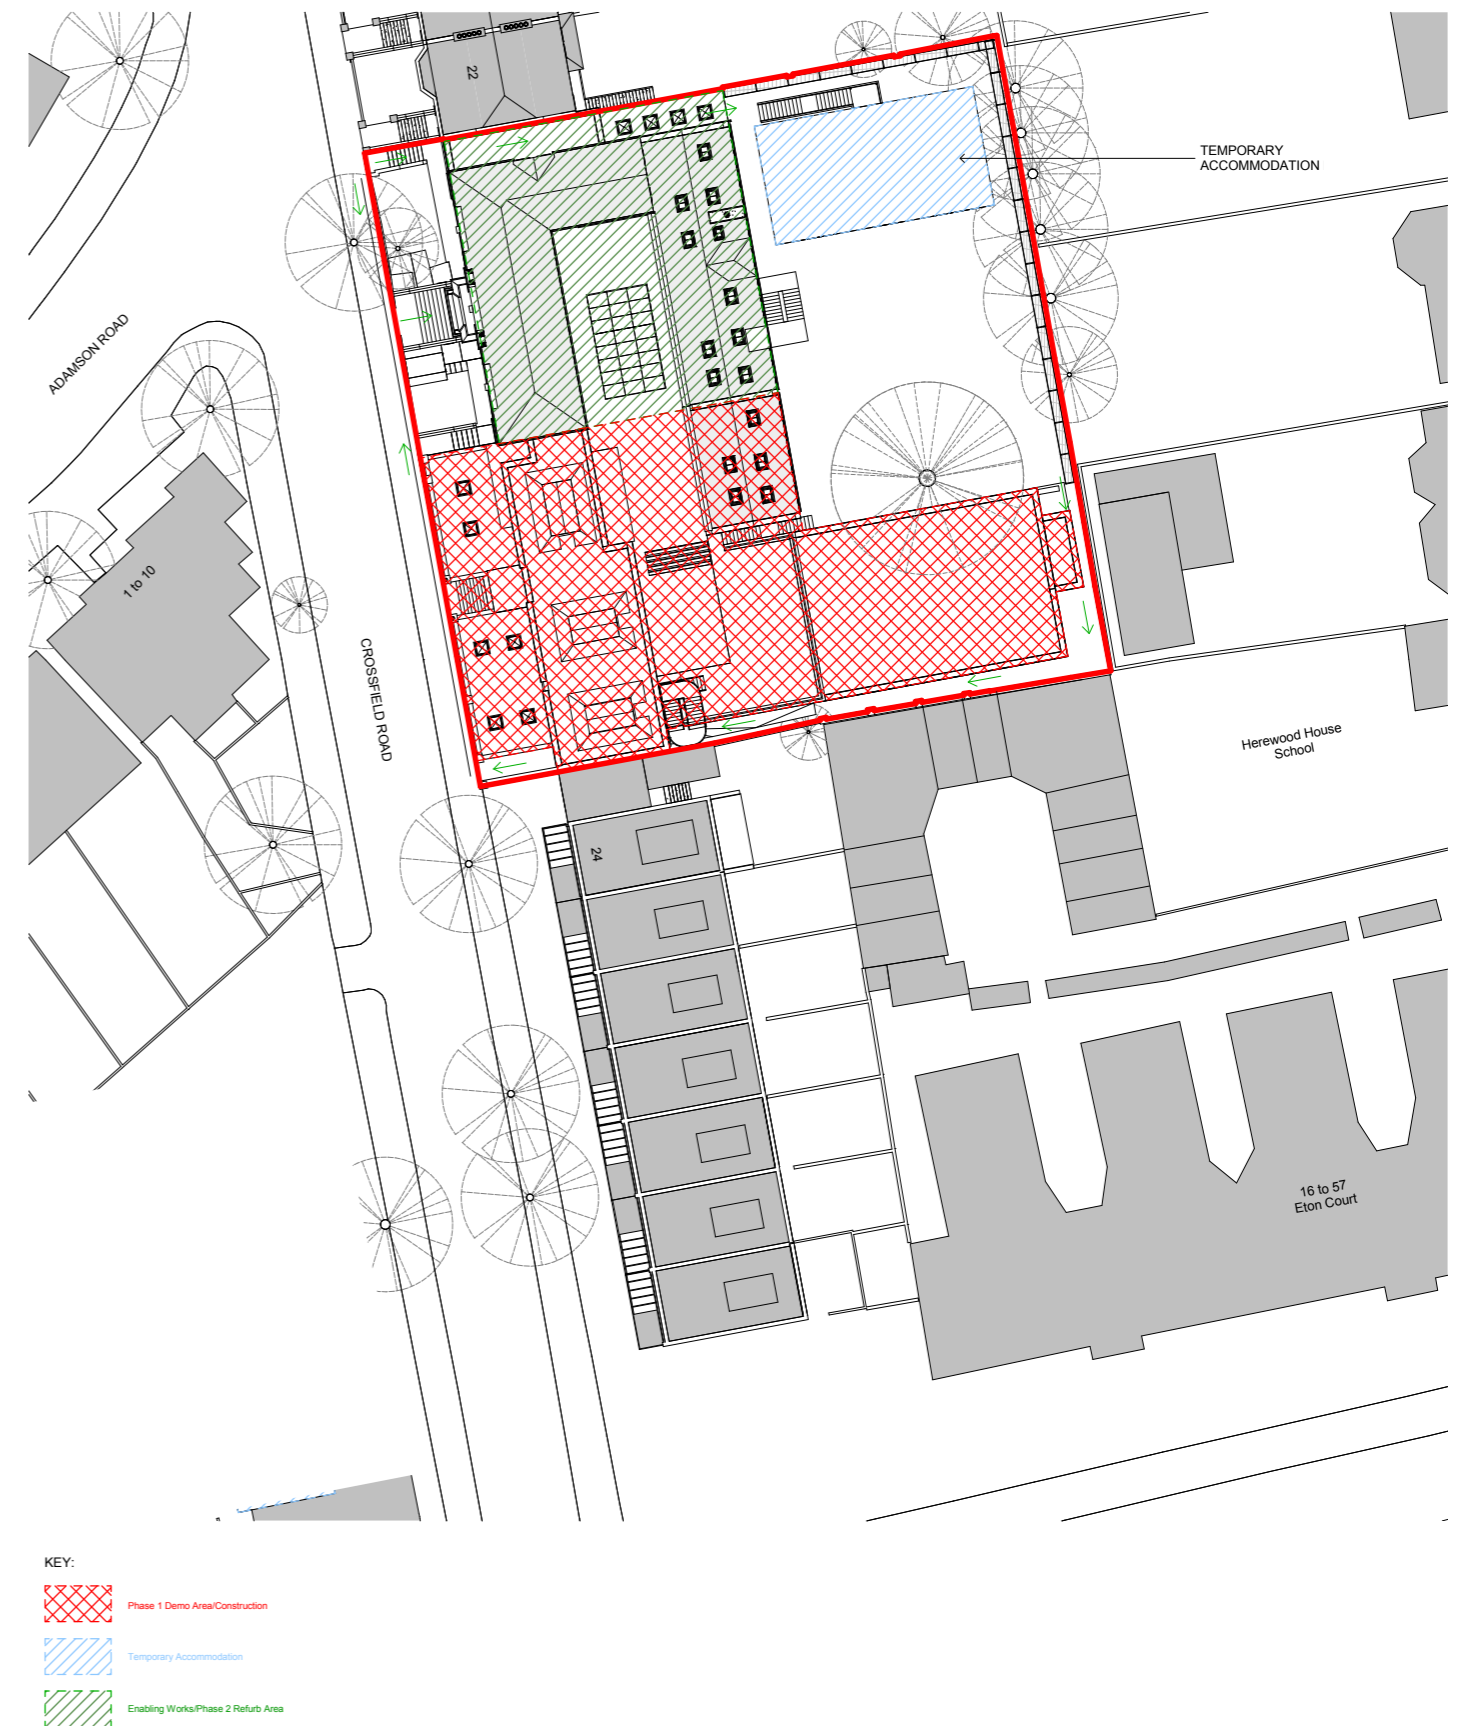 22
TEMPORARY
ACCOMMODATION
ADAMSON ROAD
1 to 10
CROSSFIELD ROAD
Herewood House
School
24
16 to 57
Eton Court
KEY:
Phase 1 Demo Area/Construction
Temporary Accommodation
Enabling Works/Phase 2 Refurb Area